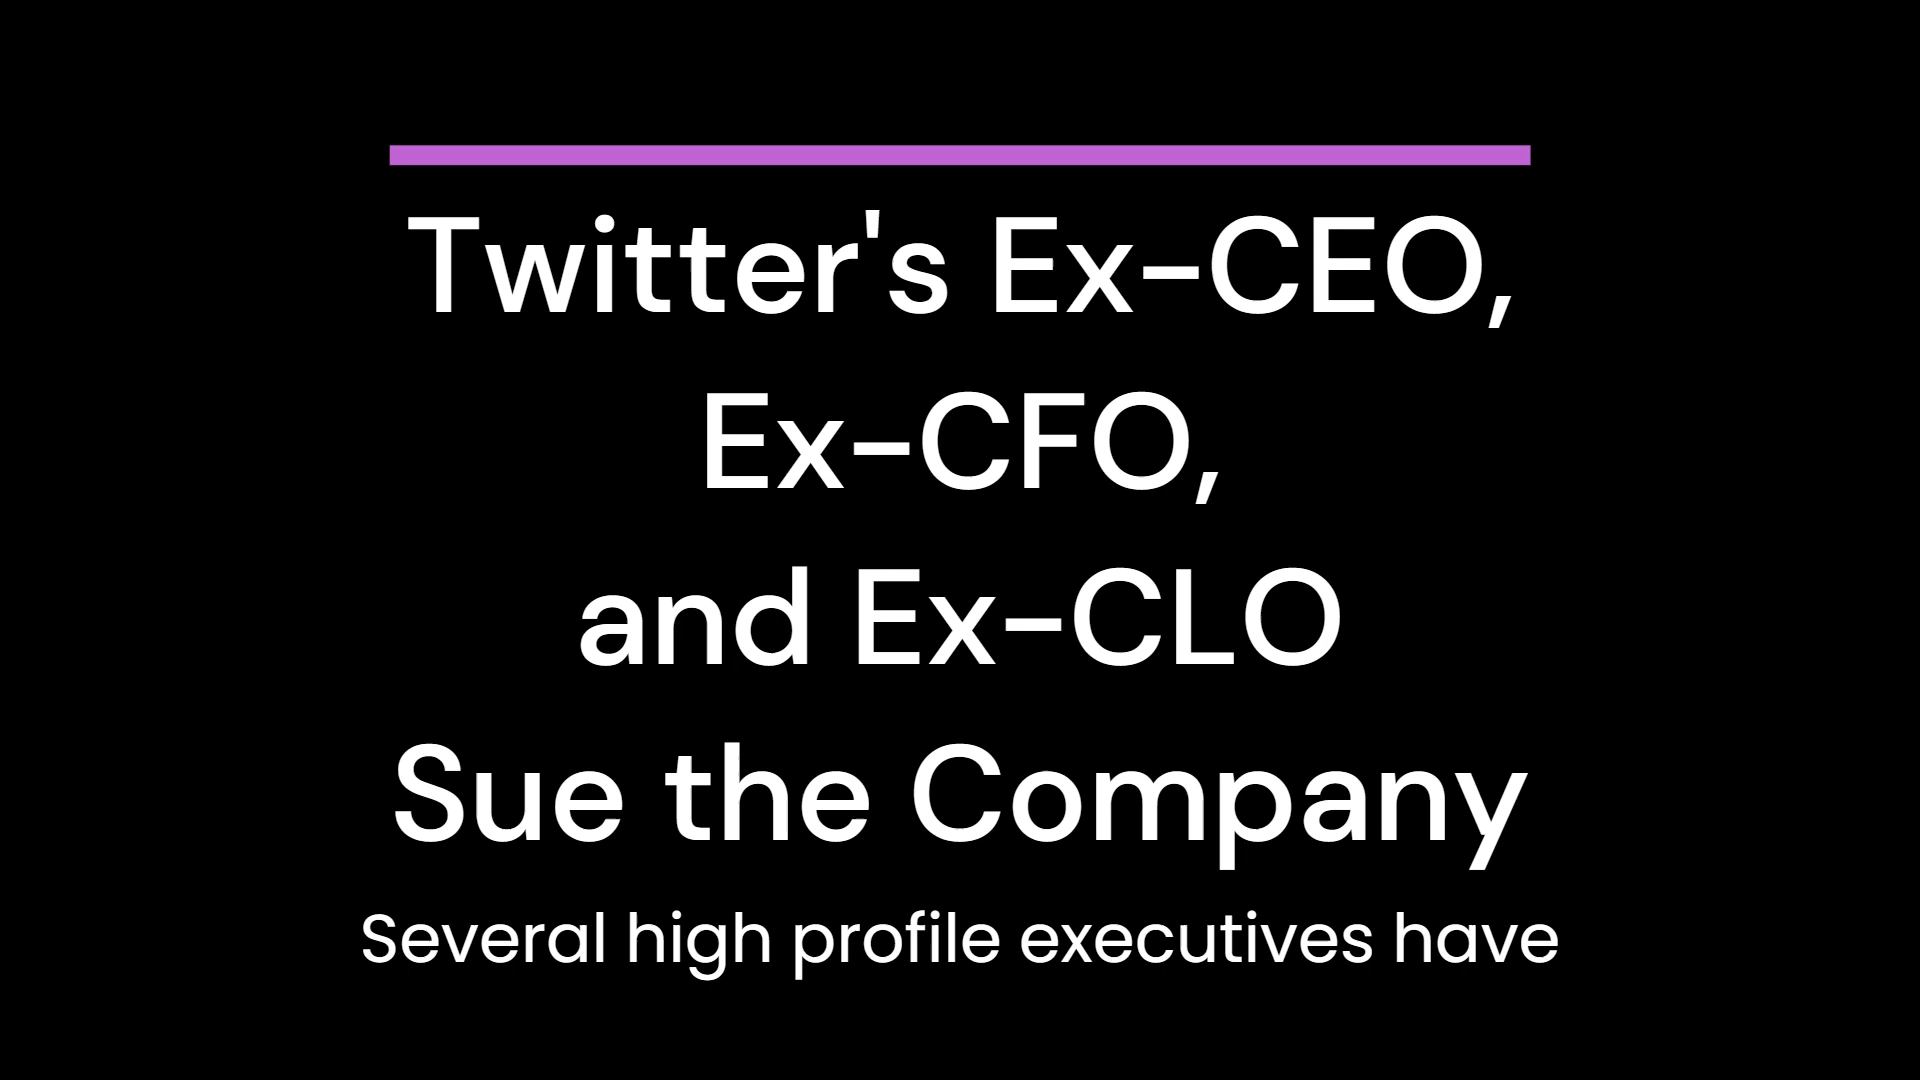 Twitter's Ex-CEO,
Ex-CFO,
and Ex-CLO
Sue the Company
Several high profile executives have